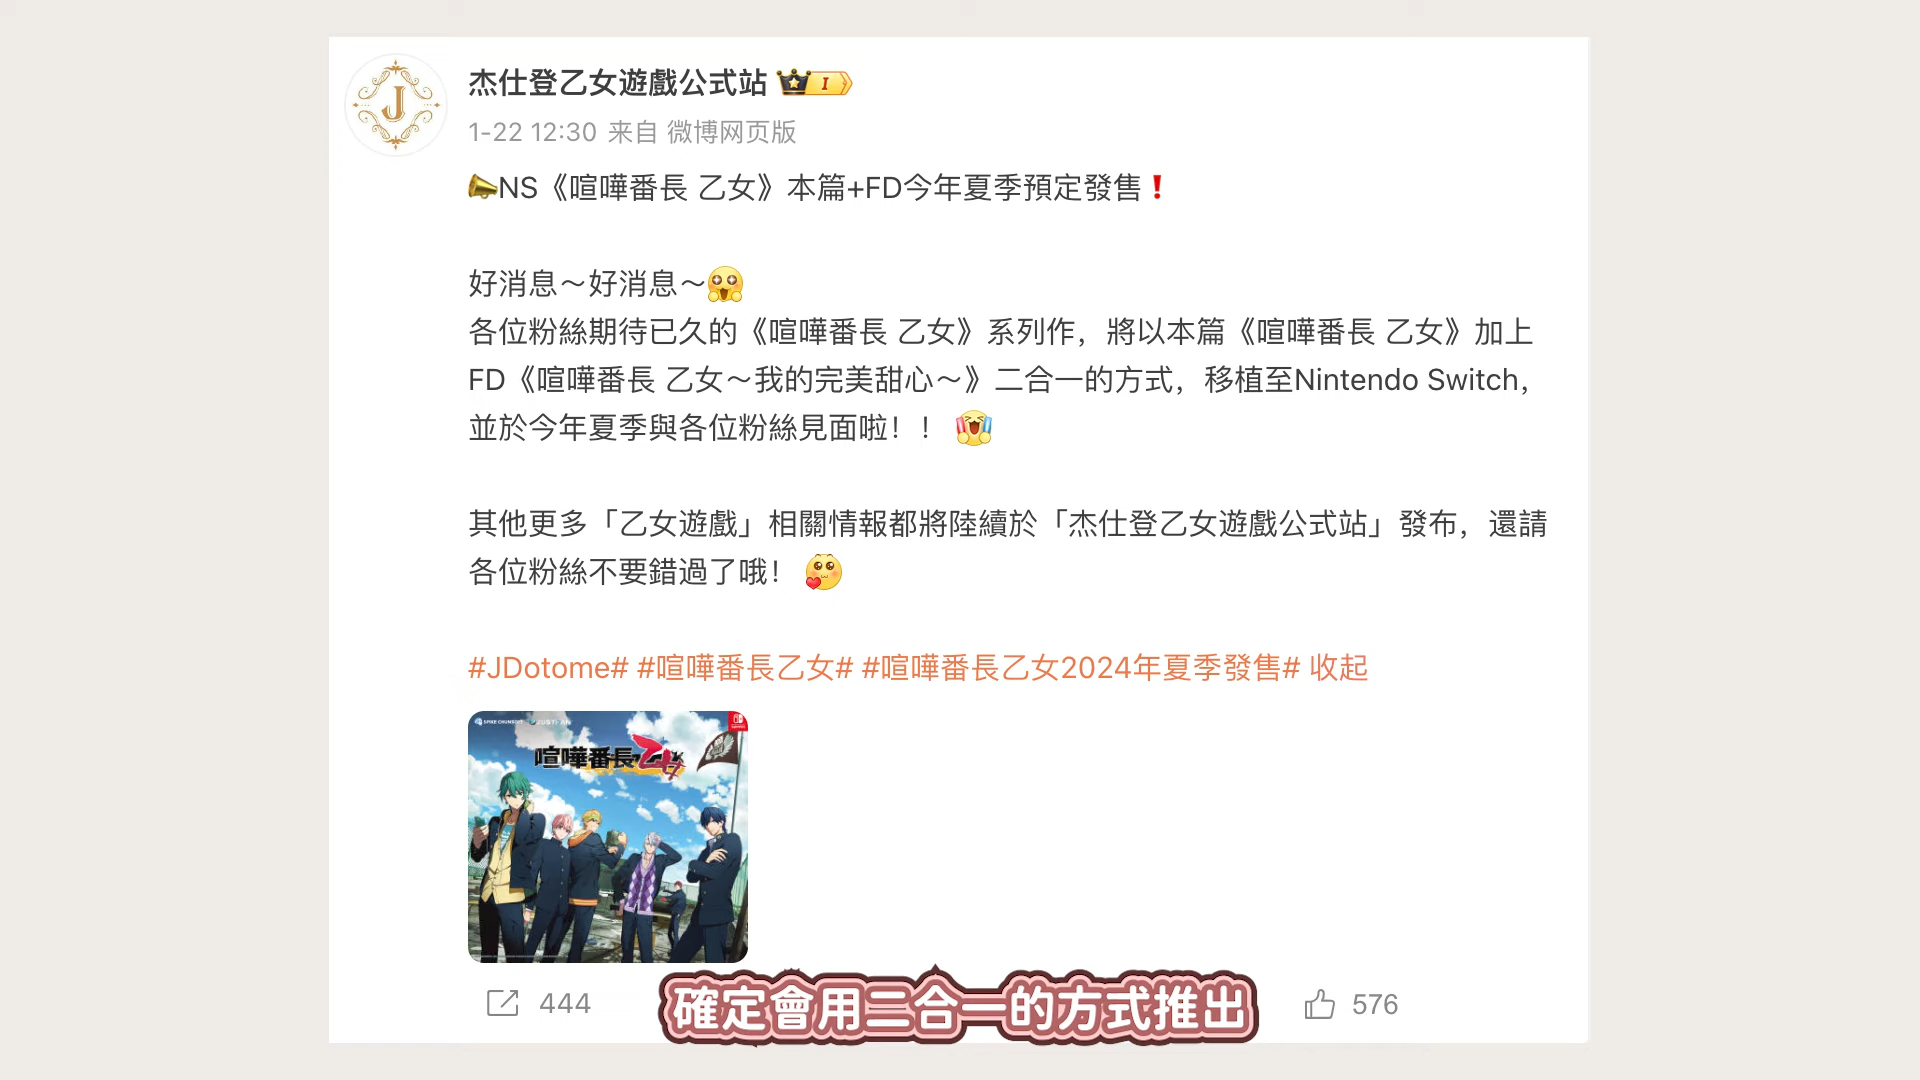 杰仕登乙女遊戲公式站 I
1-22 12:30 来自 微博网页版
NS《喧嘩番長 乙女》本篇+FD今年夏季預定發售❗
好消息～好消息～
各位粉絲期待已久的《喧嘩番長 乙女》系列作，將以本篇《喧嘩番長 乙女》加上
FD《喧嘩番長 乙女～我的完美甜心～》二合一的方式，移植至Nintendo Switch，
並於今年夏季與各位粉絲見面啦！！
其他更多「乙女遊戲」相關情報都將陸續於「杰仕登乙女遊戲公式站」發布，還請
各位粉絲不要錯過了哦！
#JDotome# #喧嘩番長乙女# #喧嘩番長乙女2024年夏季發售# 收起
喧嘩番長乙女
444
確定會用二合一的方式推出
576